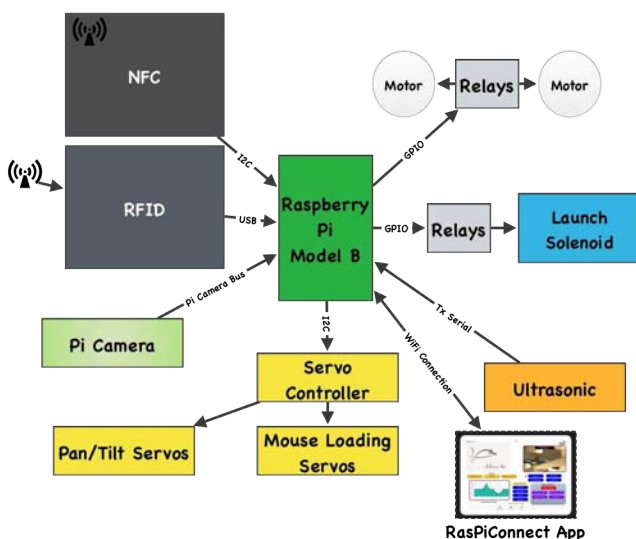 NFC
Motor
Relays
Motor
I2C
GPIO
RFID
USB
Raspberry
Pi
Model B
GPIO
Relays
Launch
Solenoid
Pi Camera Bus
Tx Serial
I2C
WiFi Connection
Pi Camera
Servo
Controller
Ultrasonic
Pan/Tilt Servos
Mouse Loading
Servos
RasPiConnect App